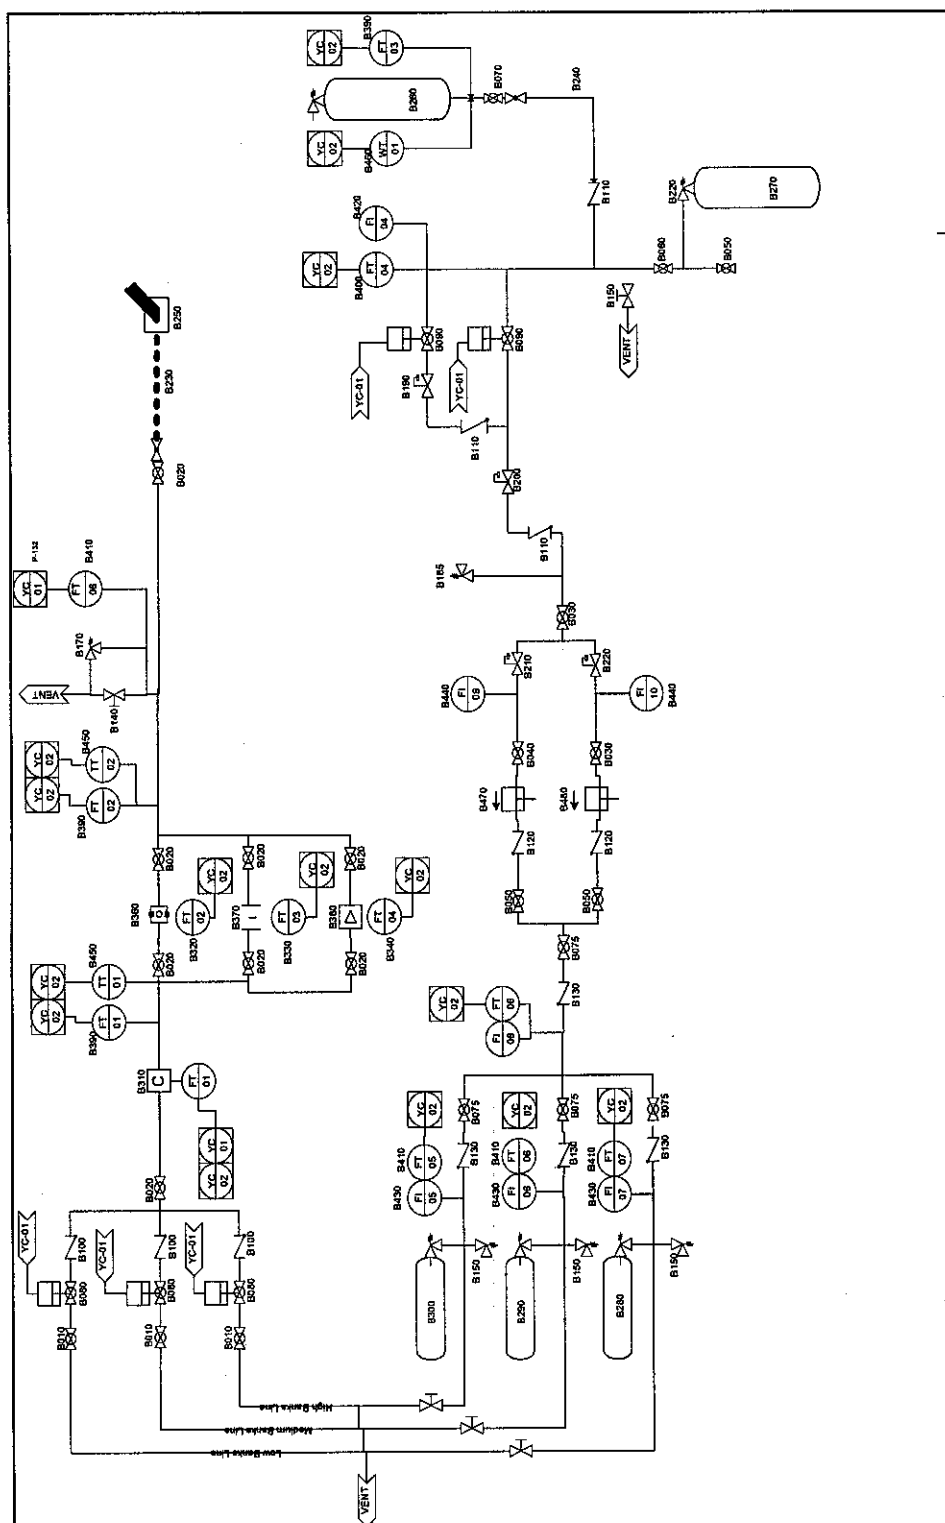 B390
YC
02
FT
03
B260
B070
B240
YC
02
WT
01
B460
B110
B220
B270
B420
FI
04
YC
02
FT
04
B400
B060
B050
B150
VENT
B250
B230
B020
YC-01
B090
B190
YC-01
B090
B110
B200
B110
B185
B030
P-132
YC
01
B410
FT
06
B170
VENT
B140
B210
B220
B440
FI
09
FI
10
B440
B040
B030
B470
B480
B120
B120
B050
B050
B075
B130
YC
02
YC
02
B450
TT
02
FT
02
B390
B020
B020
B020
B360
FT
02
B320
YC
02
B370
FT
03
B330
YC
02
B380
FT
04
B340
YC
02
B020
B020
B020
YC
02
YC
02
B450
TT
01
FT
01
B390
B310
C
FT
01
YC
01
YC
02
B020
YC
02
FT
08
FI
08
YC
02
B410
FT
05
B430
FI
05
B075
B130
YC
02
B410
FT
06
B430
FI
06
B075
B130
YC
02
B410
FT
07
B430
FI
07
B075
B130
YC-01
B100
B080
B010
YC-01
B100
B080
B010
YC-01
B100
B080
B010
B300
B150
B290
B150
B280
B150
High Banks Line
Medium Banks Line
Low Banks Line
VENT